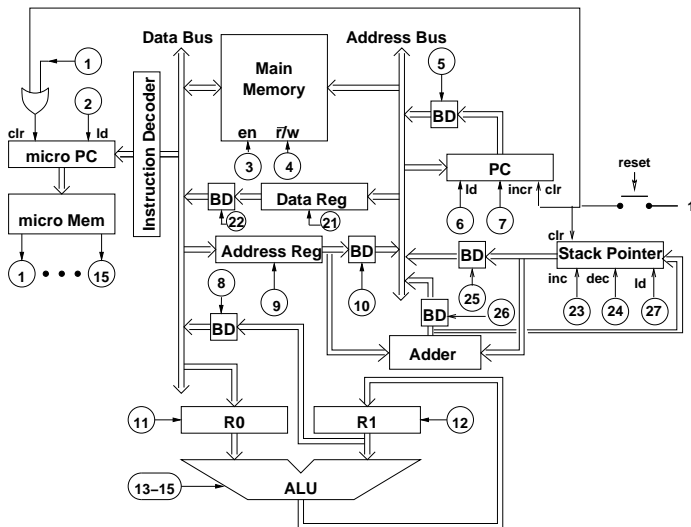 Data Bus
Address Bus
1
2
clr
ld
micro PC
micro Mem
1
15
Instruction Decoder
Main
Memory
en
r̄/w
3
4
5
BD
PC
ld
incr
clr
6
7
reset
1
BD
22
Data Reg
21
Address Reg
9
BD
10
BD
25
clr
Stack Pointer
inc
dec
ld
23
24
27
8
BD
BD
26
Adder
11
R0
R1
12
13–15
ALU